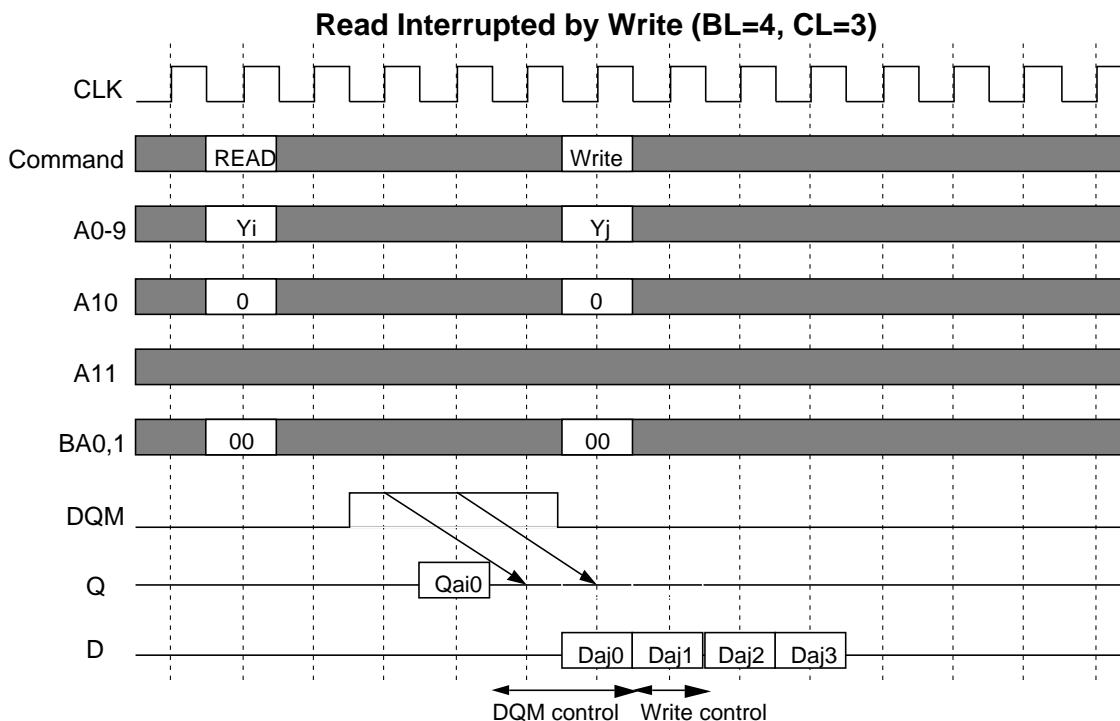 Read Interrupted by Write (BL=4, CL=3)
CLK
Command READ Write
A0-9 Yi Yj
A10 0 0
A11
BA0,1 00 00
DQM
Q Qai0
D Daj0 Daj1 Daj2 Daj3
DQM control Write control